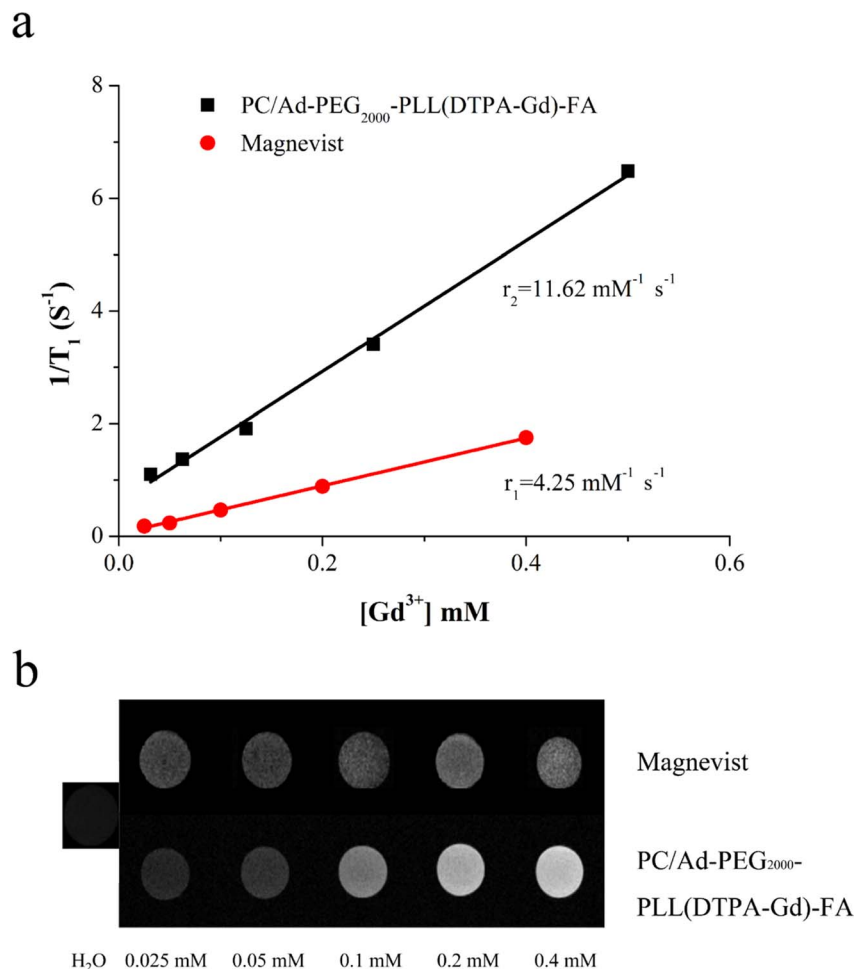 a
8
6
4
2
0
0.0 0.2 0.4 0.6
1/T₁ (S⁻¹)
[Gd³⁺] mM
PC/Ad-PEG₂₀₀₀-PLL(DTPA-Gd)-FA
Magnevist
r₂=11.62 mM⁻¹ s⁻¹
r₁=4.25 mM⁻¹ s⁻¹
b
Magnevist
PC/Ad-PEG₂₀₀₀-
PLL(DTPA-Gd)-FA
H₂O 0.025 mM 0.05 mM 0.1 mM 0.2 mM 0.4 mM